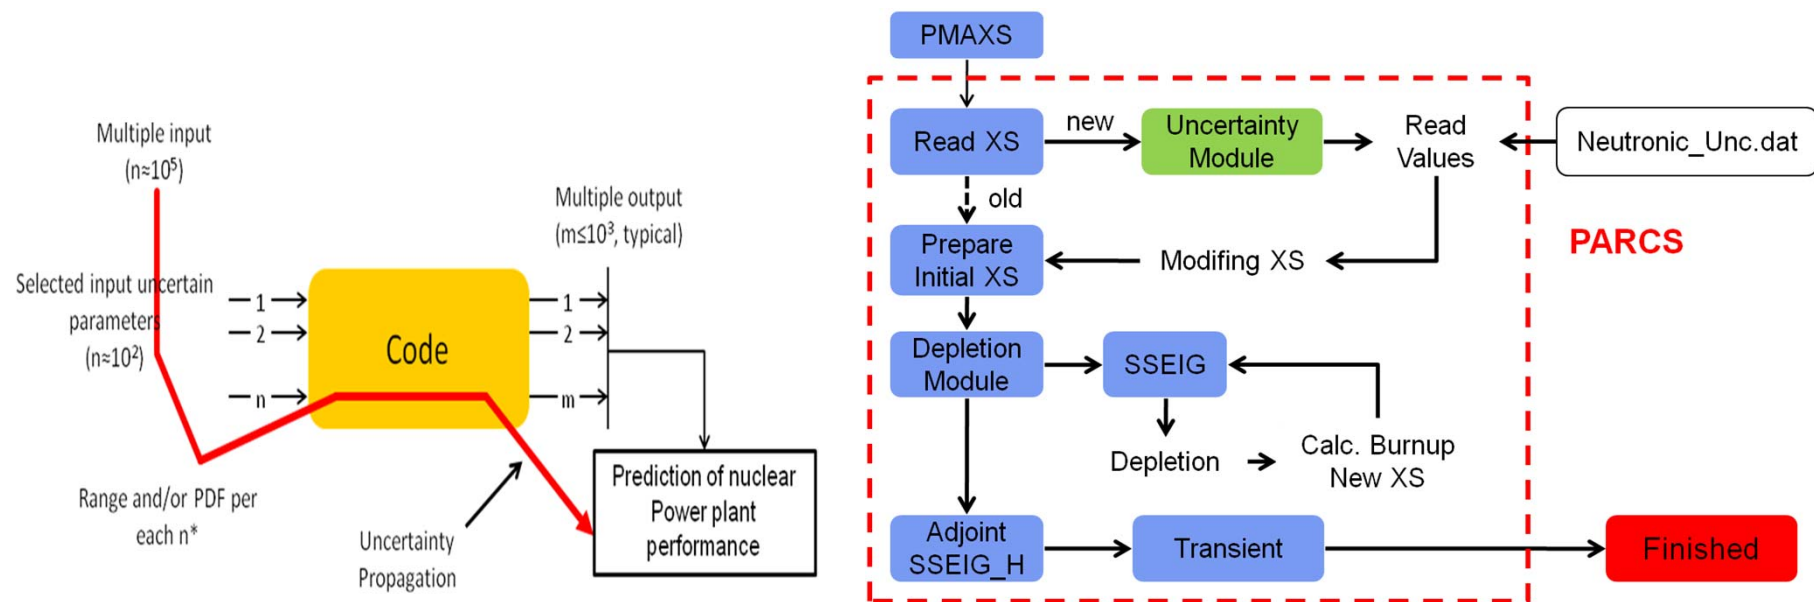 Multiple input
(n≈10⁵)
Selected input uncertain
parameters
(n≈10²)
Range and/or PDF per
each n*
1
2
n
Code
Multiple output
(m≤10³, typical)
1
2
m
Uncertainty
Propagation
Prediction of nuclear
Power plant
performance
PMAXS
Read XS
new
Uncertainty
Module
Read
Values
Neutronic_Unc.dat
old
PARCS
Prepare
Initial XS
Modifing XS
Depletion
Module
SSEIG
Depletion
Calc. Burnup
New XS
Adjoint
SSEIG_H
Transient
Finished